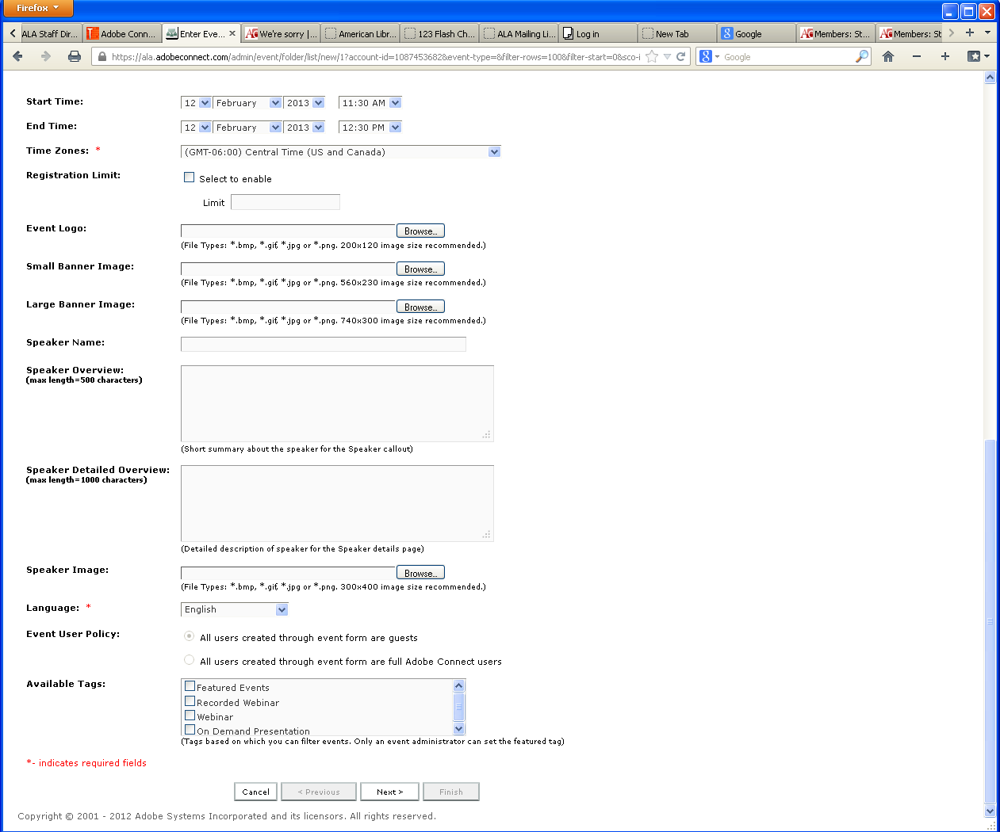 Firefox
ALA Staff Dir... Adobe Conn... Enter Eve... We're sorry |... American Libr... 123 Flash Ch... ALA Mailing Li... Log in New Tab Google Members: St... Members: St
https://ala.adobeconnect.com/admin/event/folder/list/new/1?account-id=1087453682&event-type=&filter-rows=100&filter-start=0&sco-i Google
Start Time: 12 February 2013 11:30 AM
End Time: 12 February 2013 12:30 PM
Time Zones: * (GMT-06:00) Central Time (US and Canada)
Registration Limit: Select to enable
Limit
Event Logo: Browse...
(File Types: *.bmp, *.gif, *.jpg or *.png. 200x120 image size recommended.)
Small Banner Image: Browse...
(File Types: *.bmp, *.gif, *.jpg or *.png. 560x230 image size recommended.)
Large Banner Image: Browse...
(File Types: *.bmp, *.gif, *.jpg or *.png. 740x300 image size recommended.)
Speaker Name:
Speaker Overview:
(max length=500 characters)
(Short summary about the speaker for the Speaker callout)
Speaker Detailed Overview:
(max length=1000 characters)
(Detailed description of speaker for the Speaker details page)
Speaker Image: Browse...
(File Types: *.bmp, *.gif, *.jpg or *.png. 300x400 image size recommended.)
Language: * English
Event User Policy: All users created through event form are guests
All users created through event form are full Adobe Connect users
Available Tags: Featured Events
Recorded Webinar
Webinar
On Demand Presentation
(Tags based on which you can filter events. Only an event administrator can set the featured tag)
*- indicates required fields
Cancel < Previous Next > Finish
Copyright © 2001 - 2012 Adobe Systems Incorporated and its licensors. All rights reserved.